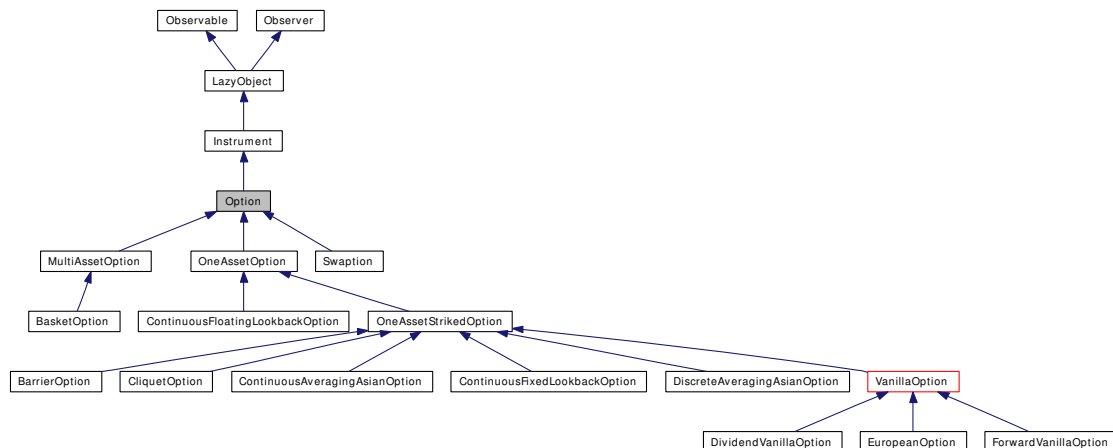 Observable
Observer
LazyObject
Instrument
Option
MultiAssetOption
OneAssetOption
Swaption
BasketOption
ContinuousFloatingLookbackOption
OneAssetStrikedOption
BarrierOption
CliquetOption
ContinuousAveragingAsianOption
ContinuousFixedLookbackOption
DiscreteAveragingAsianOption
VanillaOption
DividendVanillaOption
EuropeanOption
ForwardVanillaOption